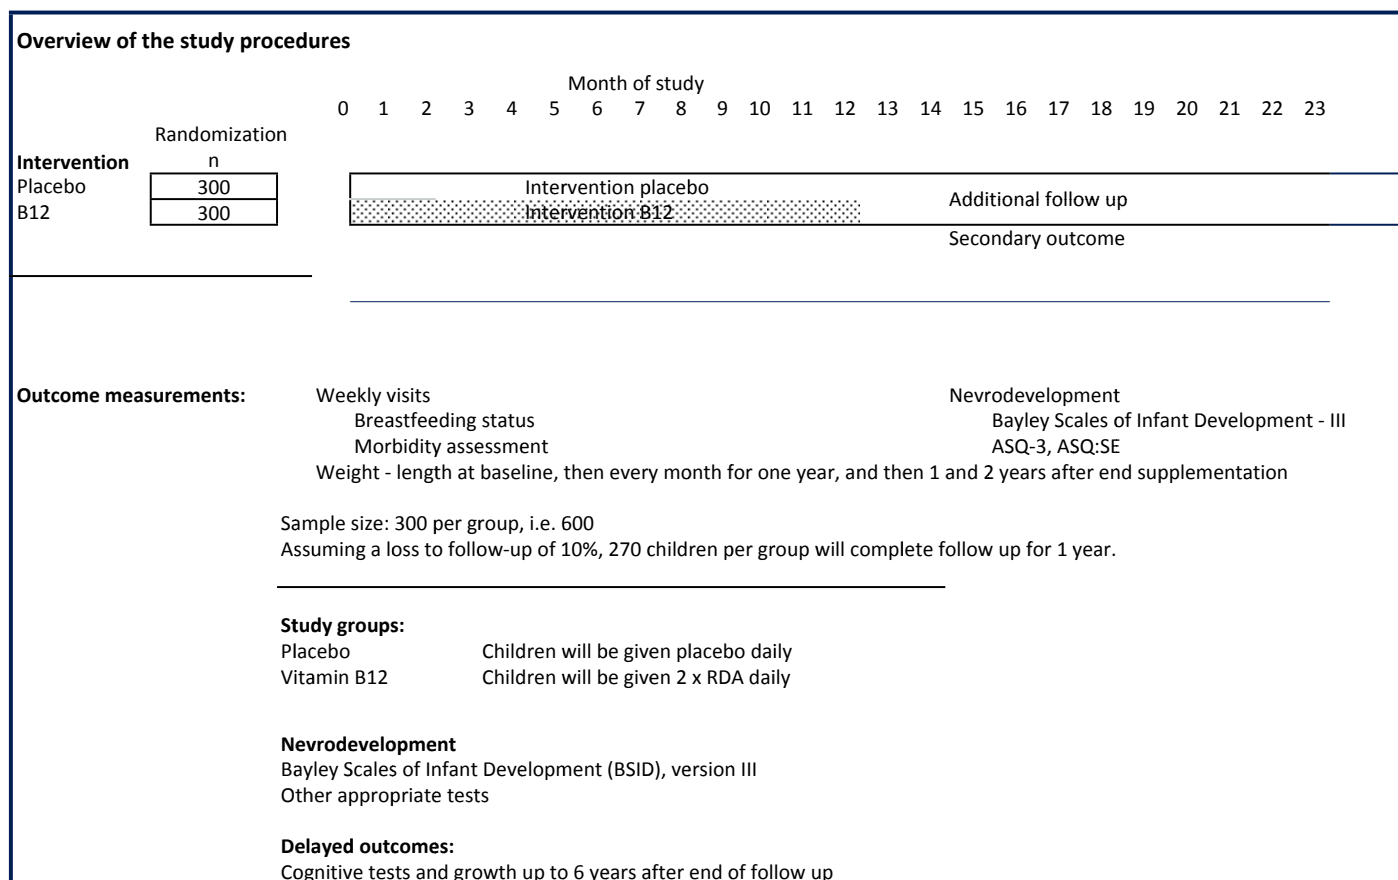 Overview of the study procedures
Month of study
0 1 2 3 4 5 6 7 8 9 10 11 12 13 14 15 16 17 18 19 20 21 22 23
Randomization
Intervention n
Placebo 300 Intervention placebo
Additional follow up
B12 300 Intervention B12
Secondary outcome
Outcome measurements: Weekly visits Nevrodevelopment
Breastfeeding status Bayley Scales of Infant Development - III
Morbidity assessment ASQ-3, ASQ:SE
Weight - length at baseline, then every month for one year, and then 1 and 2 years after end supplementation
Sample size: 300 per group, i.e. 600
Assuming a loss to follow-up of 10%, 270 children per group will complete follow up for 1 year.
Study groups:
Placebo Children will be given placebo daily
Vitamin B12 Children will be given 2 x RDA daily
Nevrodevelopment
Bayley Scales of Infant Development (BSID), version III
Other appropriate tests
Delayed outcomes:
Cognitive tests and growth up to 6 years after end of follow up